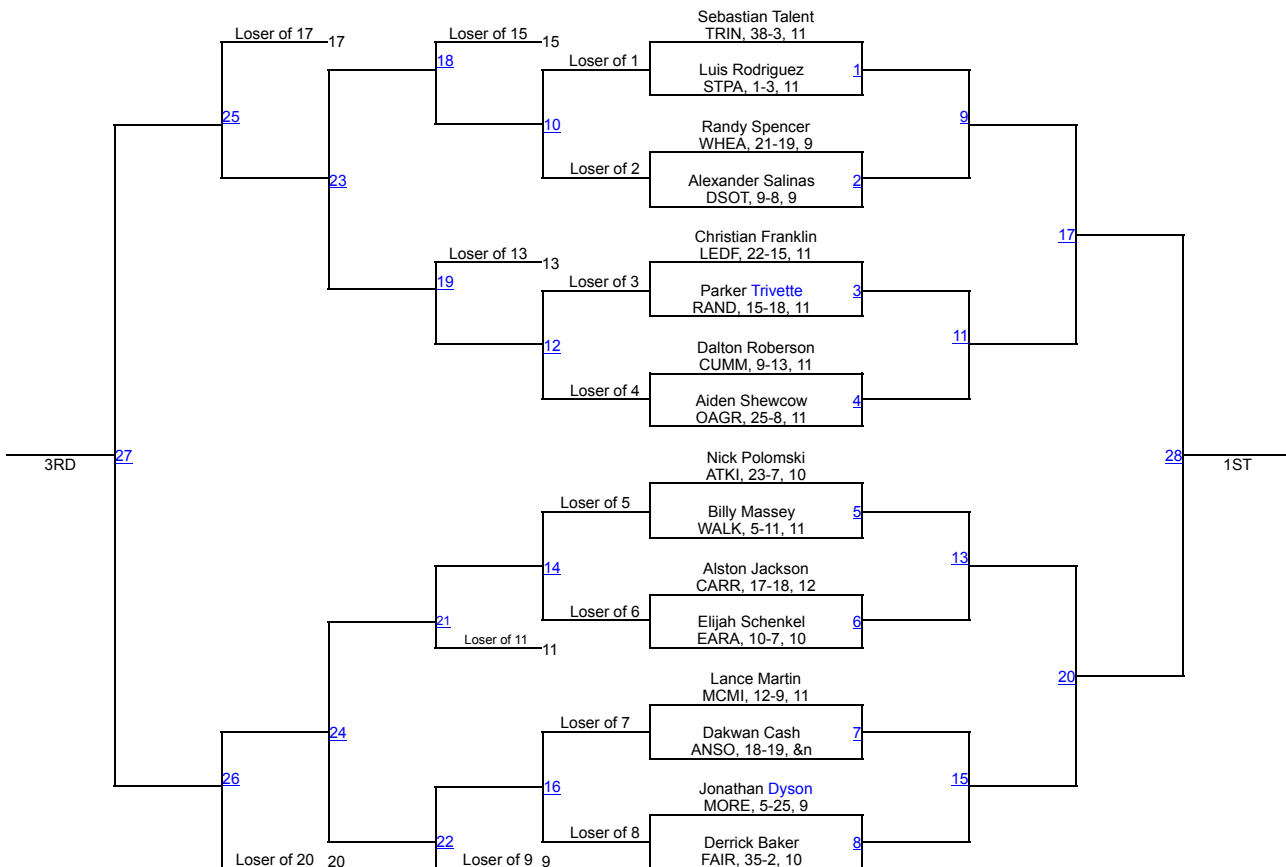 Sebastian Talent
TRIN, 38-3, 11
Loser of 17
17
Loser of 15
15
18
Loser of 1
Luis Rodriguez
STPA, 1-3, 11
1
25
10
9
Randy Spencer
WHEA, 21-19, 9
Loser of 2
Alexander Salinas
DSOT, 9-8, 9
2
23
Christian Franklin
LEDF, 22-15, 11
17
Loser of 13
13
19
Loser of 3
Parker Trivette
RAND, 15-18, 11
3
12
11
Dalton Roberson
CUMM, 9-13, 11
Loser of 4
Aiden Shewcow
OAGR, 25-8, 11
4
3RD
27
28
1ST
Nick Polomski
ATKI, 23-7, 10
Loser of 5
Billy Massey
WALK, 5-11, 11
5
14
13
Alston Jackson
CARR, 17-18, 12
21
Loser of 6
Elijah Schenkel
EARA, 10-7, 10
6
Loser of 11
11
Lance Martin
MCMI, 12-9, 11
20
24
Loser of 7
Dakwan Cash
ANSO, 18-19, &n
7
26
16
15
Jonathan Dyson
MORE, 5-25, 9
22
Loser of 8
Derrick Baker
FAIR, 35-2, 10
8
Loser of 20
20
Loser of 9
9